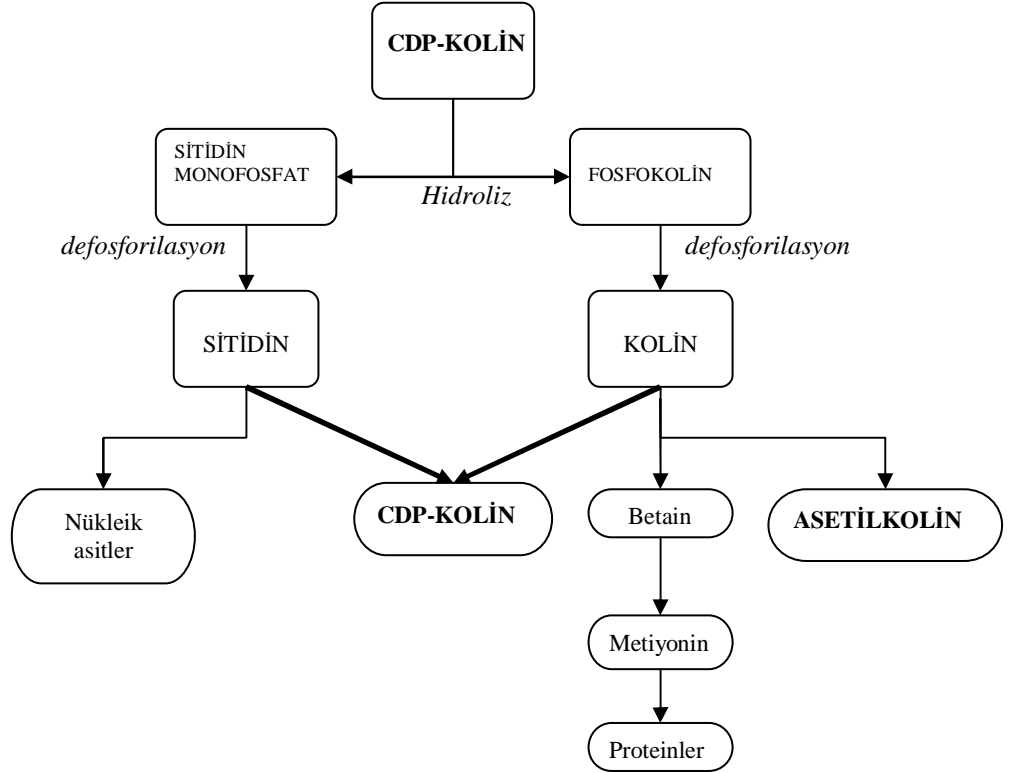 CDP-KOLİN
SİTİDİN
MONOFOSFAT
FOSFOKOLİN
Hidroliz
defosforilasyon
defosforilasyon
SİTİDİN
KOLİN
Nükleik
asitler
CDP-KOLİN
Betain
ASETİLKOLİN
Metiyonin
Proteinler